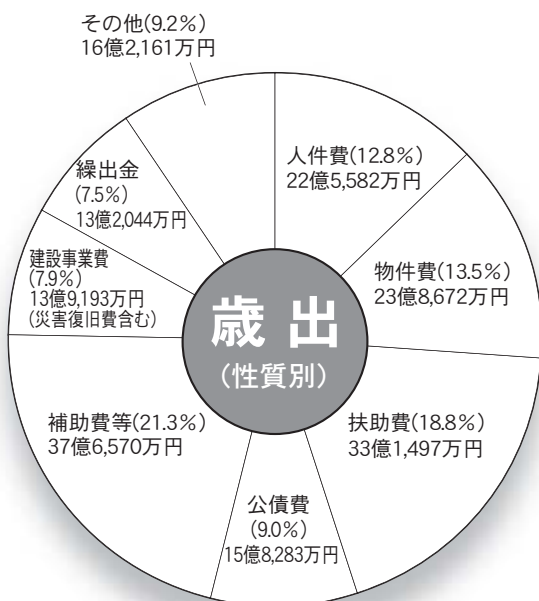 その他(9.2%)
16億2,161万円
人件費(12.8%)
22億5,582万円
物件費(13.5%)
23億8,672万円
扶助費(18.8%)
33億1,497万円
公債費
(9.0%)
15億8,283万円
補助費等(21.3%)
37億6,570万円
建設事業費
(7.9%)
13億9,193万円
(災害復旧費含む)
繰出金
(7.5%)
13億2,044万円
歳出
(性質別)